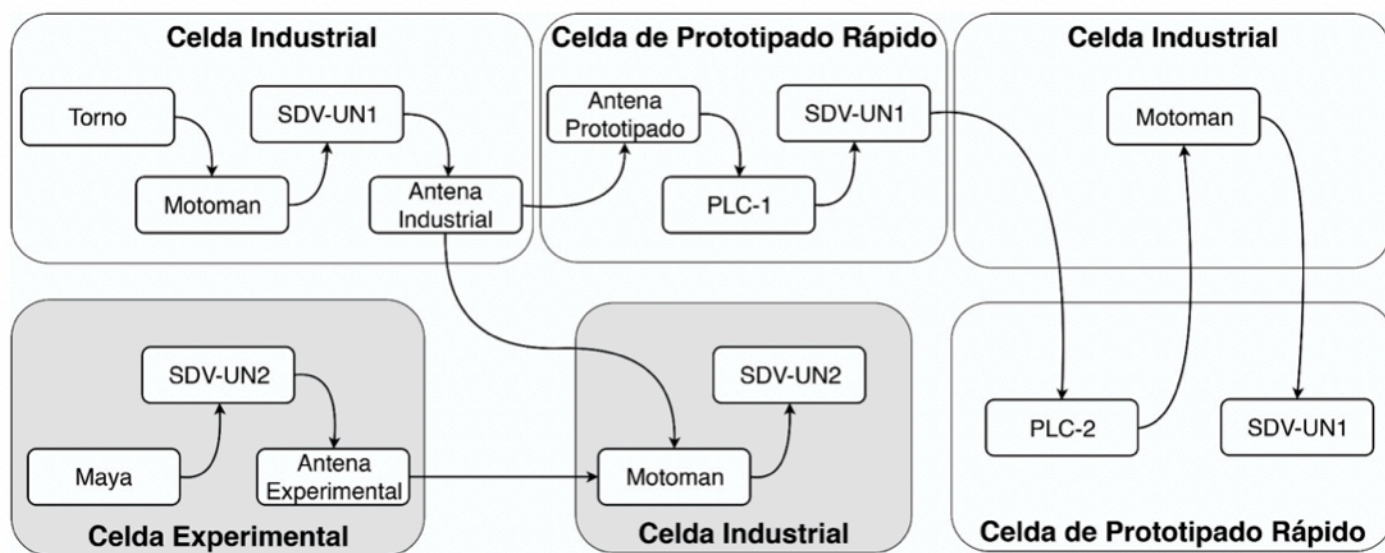 Celda Industrial
Torno
SDV-UN1
Motoman
Antena
Industrial
Celda de Prototipado Rápido
Antena
Prototipado
SDV-UN1
PLC-1
Celda Industrial
Motoman
SDV-UN2
Maya
Antena
Experimental
Celda Experimental
SDV-UN2
Motoman
Celda Industrial
PLC-2
SDV-UN1
Celda de Prototipado Rápido